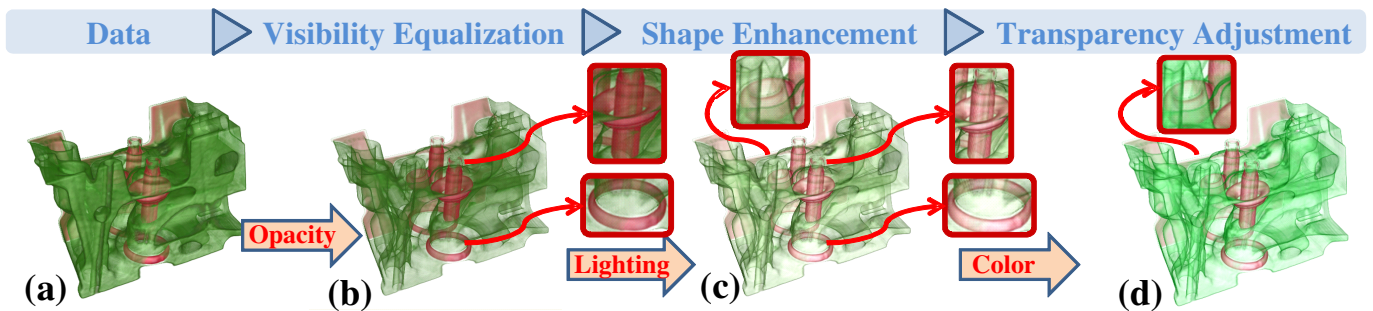 Data Visibility Equalization Shape Enhancement Transparency Adjustment
Opacity
Lighting
Color
(a)
(b)
(c)
(d)